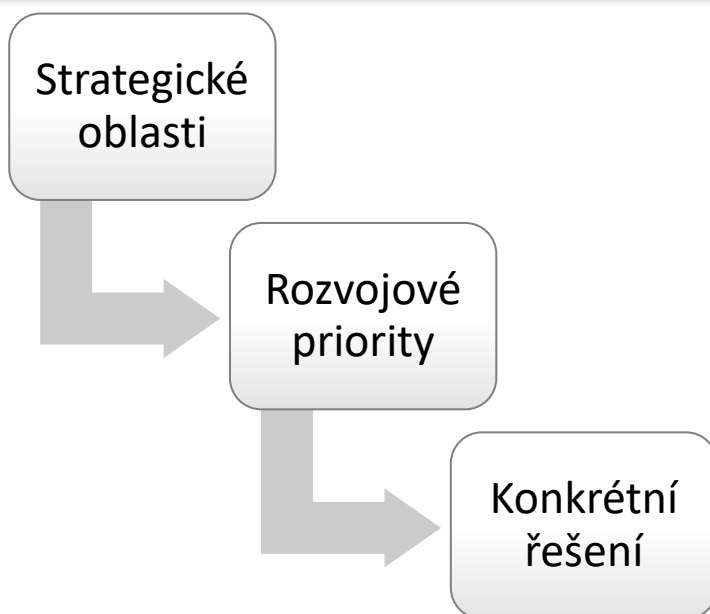 Strategické
oblasti
Rozvojové
priority
Konkrétní
řešení